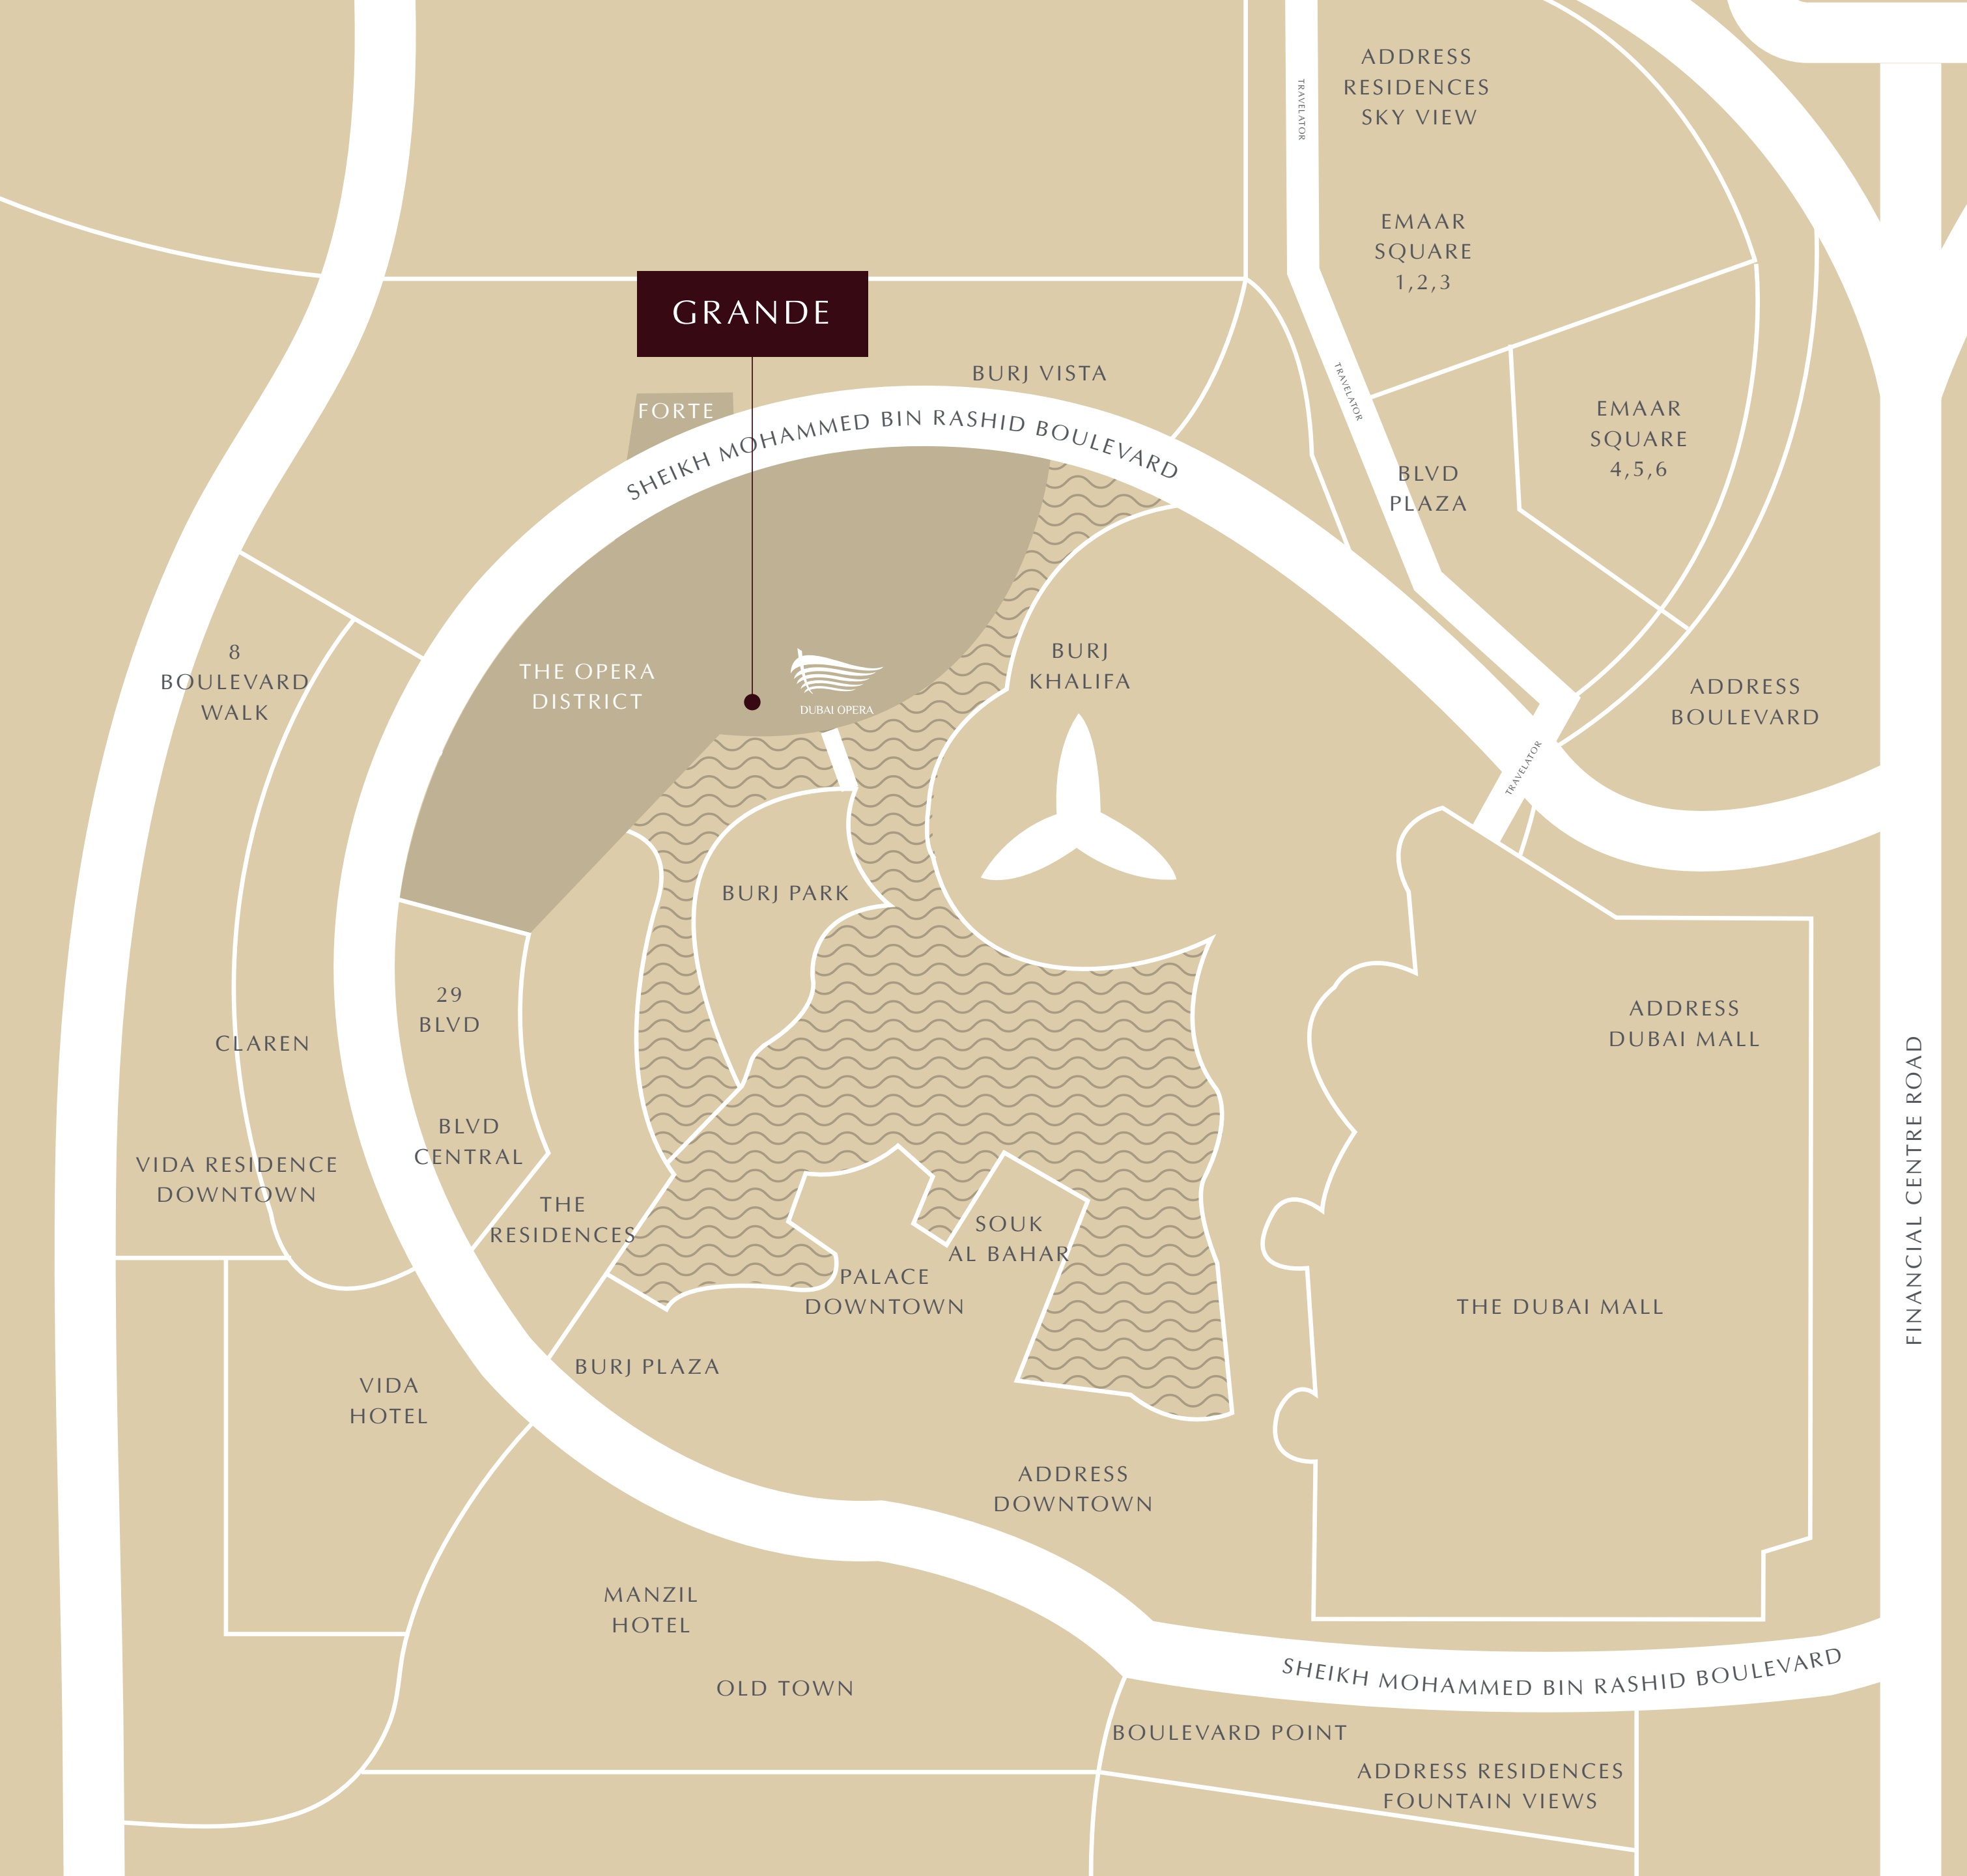 ADDRESS
RESIDENCES
SKY VIEW
TRAVELATOR
EMAAR
SQUARE
1,2,3
GRANDE
BURJ VISTA
TRAVELATOR
FORTE
SHEIKH MOHAMMED BIN RASHID BOULEVARD
EMAAR
SQUARE
4,5,6
BLVD
PLAZA
8
BOULEVARD
WALK
THE OPERA
DISTRICT
DUBAI OPERA
BURJ
KHALIFA
ADDRESS
BOULEVARD
TRAVELATOR
BURJ PARK
29
BLVD
ADDRESS
DUBAI MALL
CLAREN
FINANCIAL CENTRE ROAD
BLVD
CENTRAL
VIDA RESIDENCE
DOWNTOWN
THE
RESIDENCES
SOUK
AL BAHAR
PALACE
DOWNTOWN
THE DUBAI MALL
BURJ PLAZA
VIDA
HOTEL
ADDRESS
DOWNTOWN
MANZIL
HOTEL
OLD TOWN
SHEIKH MOHAMMED BIN RASHID BOULEVARD
BOULEVARD POINT
ADDRESS RESIDENCES
FOUNTAIN VIEWS